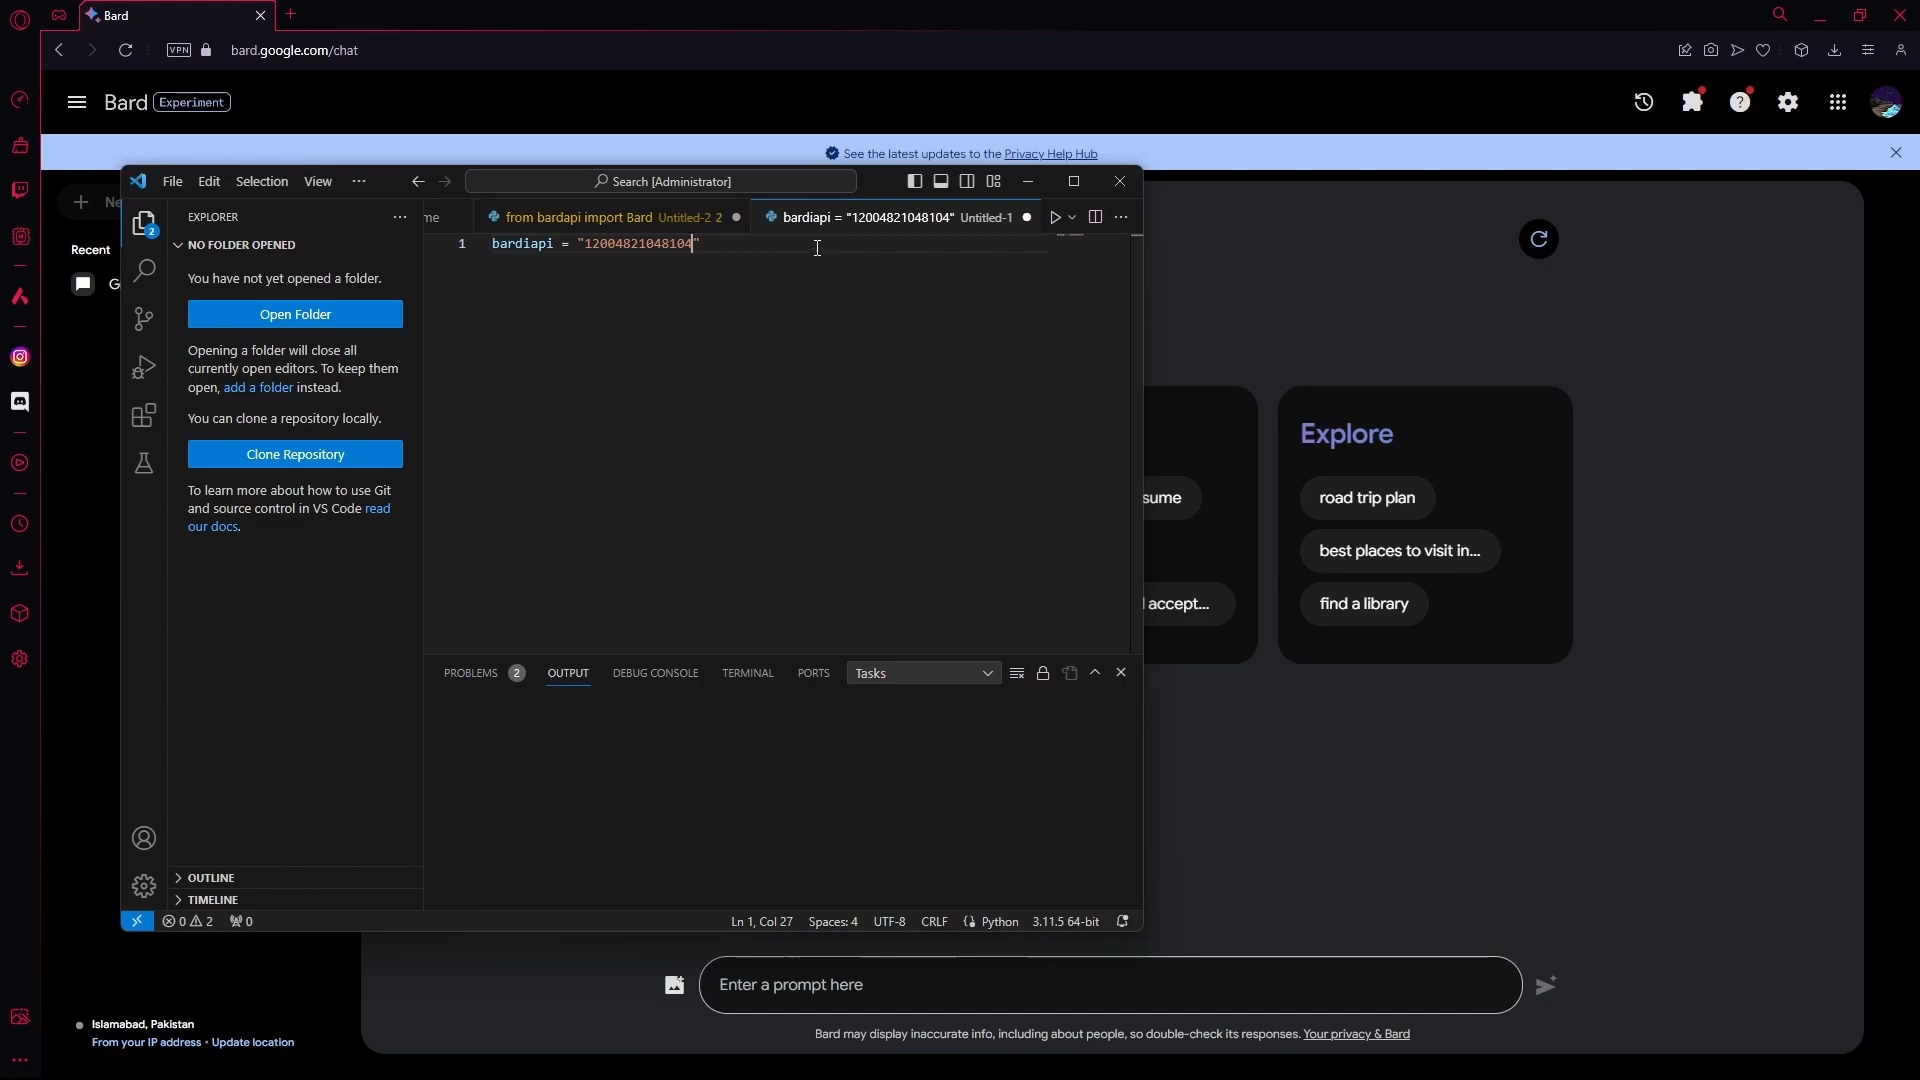 Bard
VPN
bard.google.com/chat
Bard Experiment
See the latest updates to the Privacy Help Hub
Ne
Recent
G
File Edit Selection View ···
Search [Administrator]
EXPLORER
2
NO FOLDER OPENED
You have not yet opened a folder.
Open Folder
Opening a folder will close all
currently open editors. To keep them
open, add a folder instead.
You can clone a repository locally.
Clone Repository
To learn more about how to use Git
and source control in VS Code read
our docs.
OUTLINE
TIMELINE
me
from bardapi import Bard Untitled-2 2
bardiapi = "12004821048104" Untitled-1
1 bardiapi = "12004821048104"
PROBLEMS 2 OUTPUT DEBUG CONSOLE TERMINAL PORTS Tasks
0 2 0 Ln 1, Col 27 Spaces: 4 UTF-8 CRLF Python 3.11.5 64-bit
sume
accept...
Explore
road trip plan
best places to visit in...
find a library
Enter a prompt here
Bard may display inaccurate info, including about people, so double-check its responses. Your privacy & Bard
Islamabad, Pakistan
From your IP address • Update location